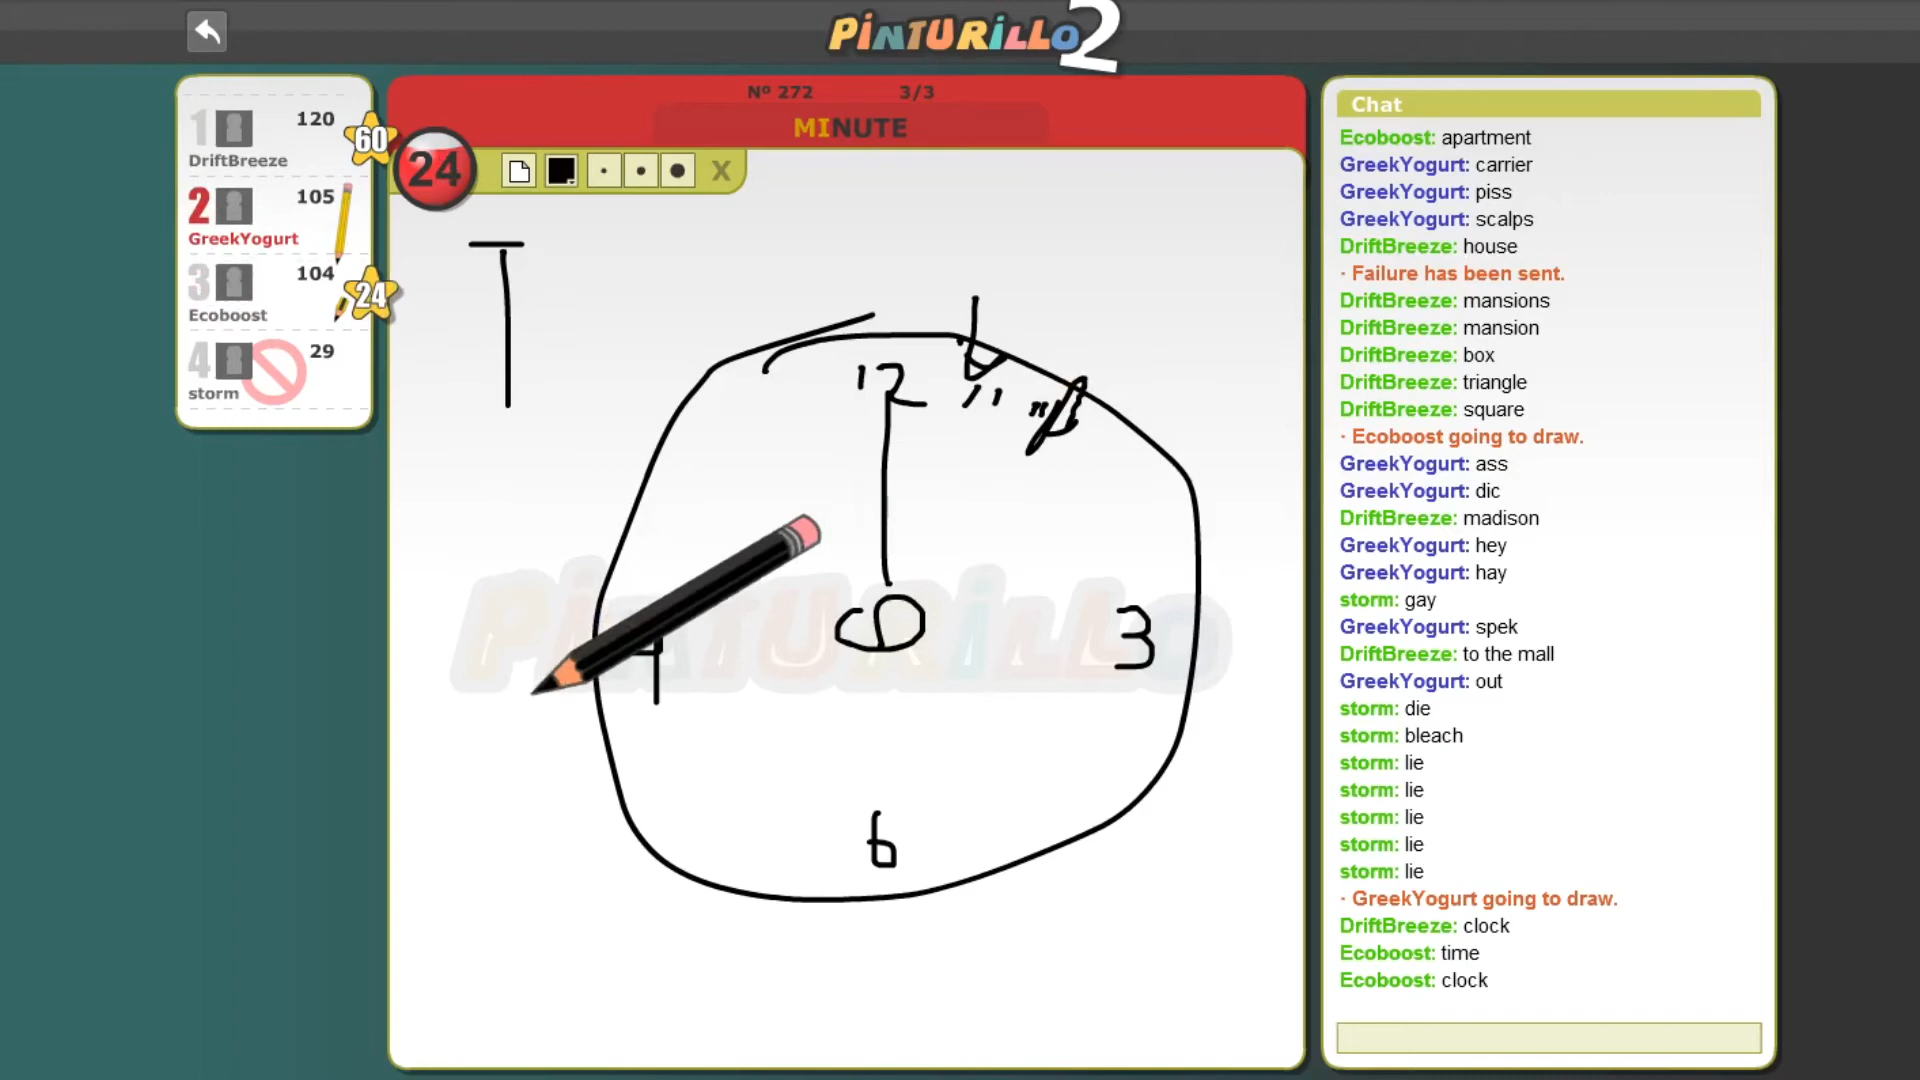 PINTURILLO 2
Nº 272 3/3
MINUTE
24
1 120 60
DriftBreeze
2 105
GreekYogurt
3 104 24
Ecoboost
4 29
storm
X
T
12
3
6
PINTURILLO
Chat
Ecoboost: apartment
GreekYogurt: carrier
GreekYogurt: piss
GreekYogurt: scalps
DriftBreeze: house
· Failure has been sent.
DriftBreeze: mansions
DriftBreeze: mansion
DriftBreeze: box
DriftBreeze: triangle
DriftBreeze: square
· Ecoboost going to draw.
GreekYogurt: ass
GreekYogurt: dic
DriftBreeze: madison
GreekYogurt: hey
GreekYogurt: hay
storm: gay
GreekYogurt: spek
DriftBreeze: to the mall
GreekYogurt: out
storm: die
storm: bleach
storm: lie
storm: lie
storm: lie
storm: lie
storm: lie
· GreekYogurt going to draw.
DriftBreeze: clock
Ecoboost: time
Ecoboost: clock